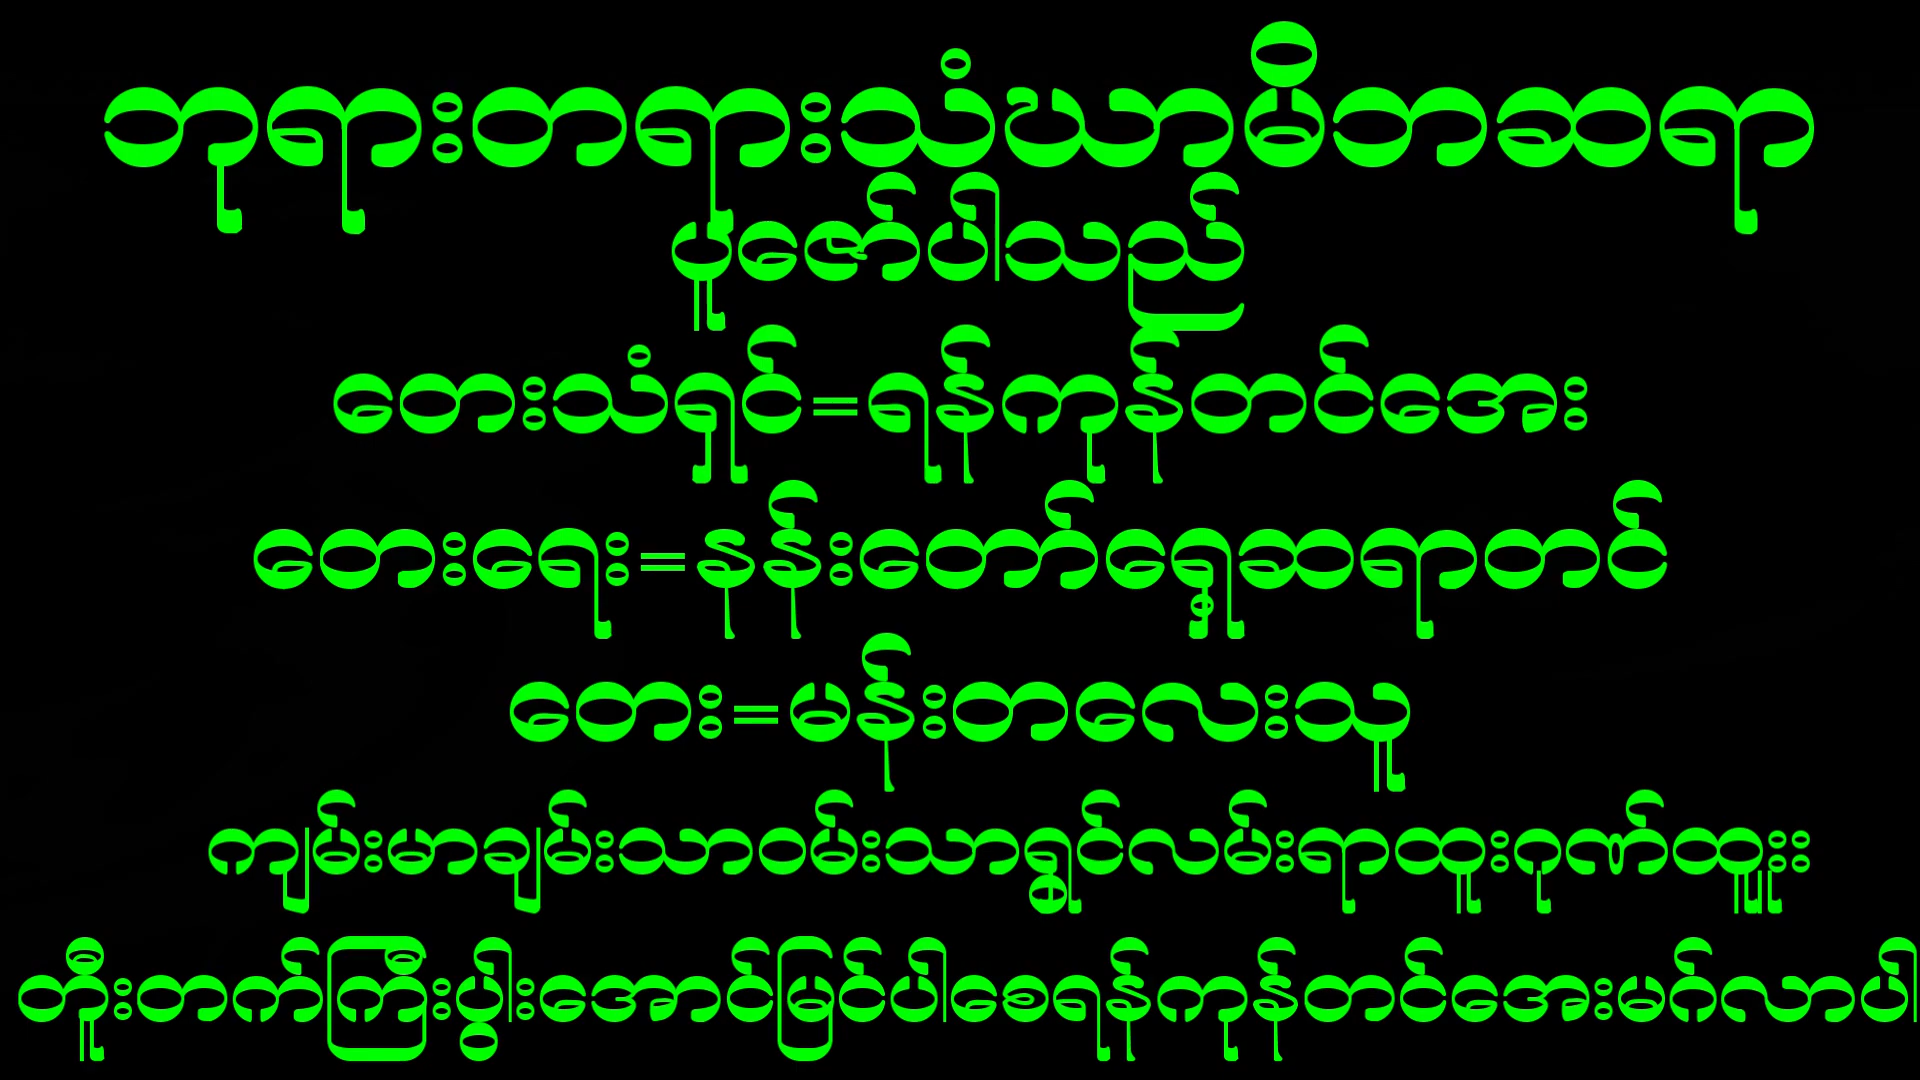 ဘုရားတရားသံဃာမိဘဆရာ
ပူဇော်ပါသည်
တေးသံရှင်=ရန်ကုန်တင်အေး
တေးရေး=နန်းတော်ရှေ့ဆရာတင်
တေး=မန်းတလေးသူ
ကျမ်းမာချမ်းသာဝမ်းသာရွှင်လမ်းရာထူးဂုဏ်ထူူးး
တီူးတက်ကြီးပွါးအောင်မြင်ပါစေရန်ကုန်တင်အေးမဂ်လာပါ